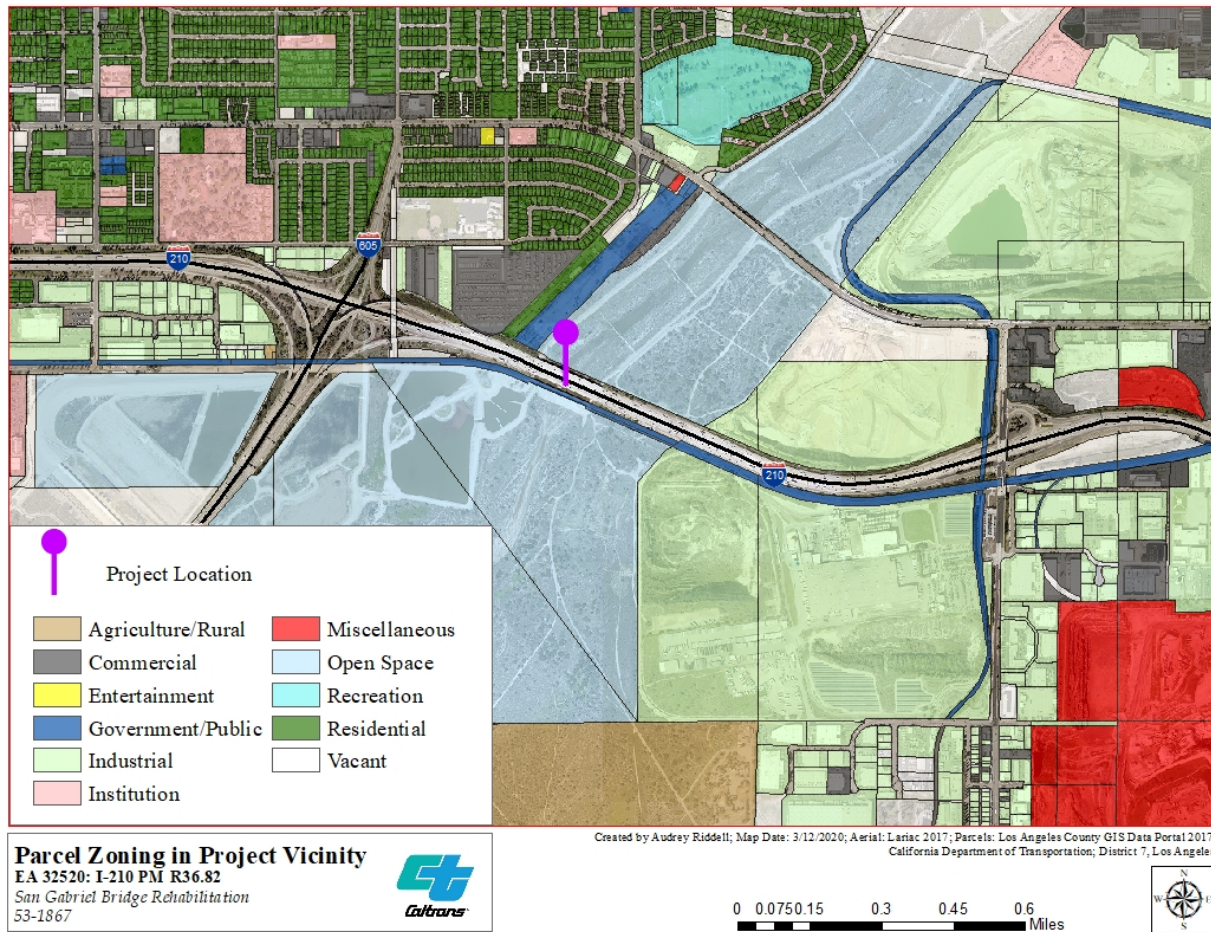 210
605
210
Project Location
Agriculture/Rural
Commercial
Entertainment
Government/Public
Industrial
Institution
Miscellaneous
Open Space
Recreation
Residential
Vacant
Parcel Zoning in Project Vicinity
EA 32520: I-210 PM R36.82
San Gabriel Bridge Rehabilitation
53-1867
Caltrans
Created by Audrey Riddell; Map Date: 3/12/2020; Aerial: Lariac 2017; Parcels: Los Angeles County GIS Data Portal 2017
California Department of Transportation; District 7, Los Angeles
0 0.075 0.15 0.3 0.45 0.6
Miles
N
W E
S